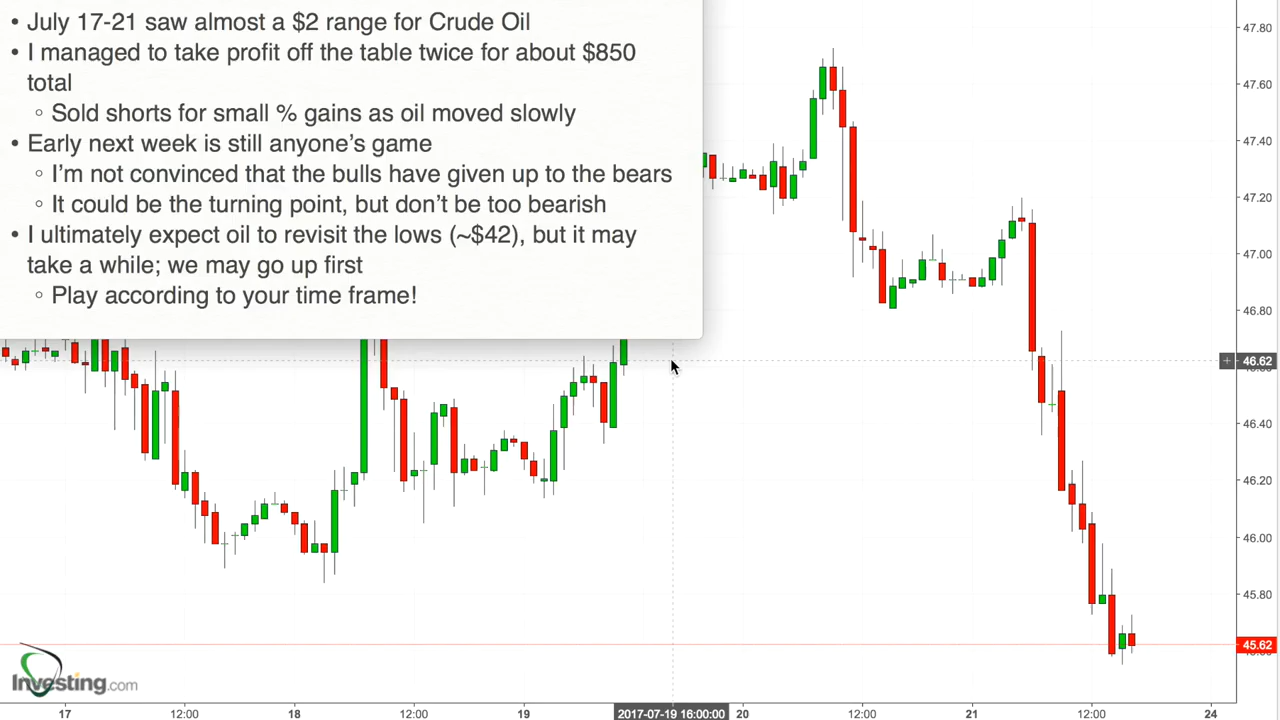 • July 17-21 saw almost a $2 range for Crude Oil
• I managed to take profit off the table twice for about $850
total
◦ Sold shorts for small % gains as oil moved slowly
• Early next week is still anyone’s game
◦ I’m not convinced that the bulls have given up to the bears
◦ It could be the turning point, but don’t be too bearish
• I ultimately expect oil to revisit the lows (~$42), but it may
take a while; we may go up first
◦ Play according to your time frame!
47.80
47.60
47.40
47.20
47.00
46.80
46.62
46.40
46.20
46.00
45.80
45.62
Investing.com
17 12:00 18 12:00 19 2017-07-19 16:00:00 20 12:00 21 12:00 24